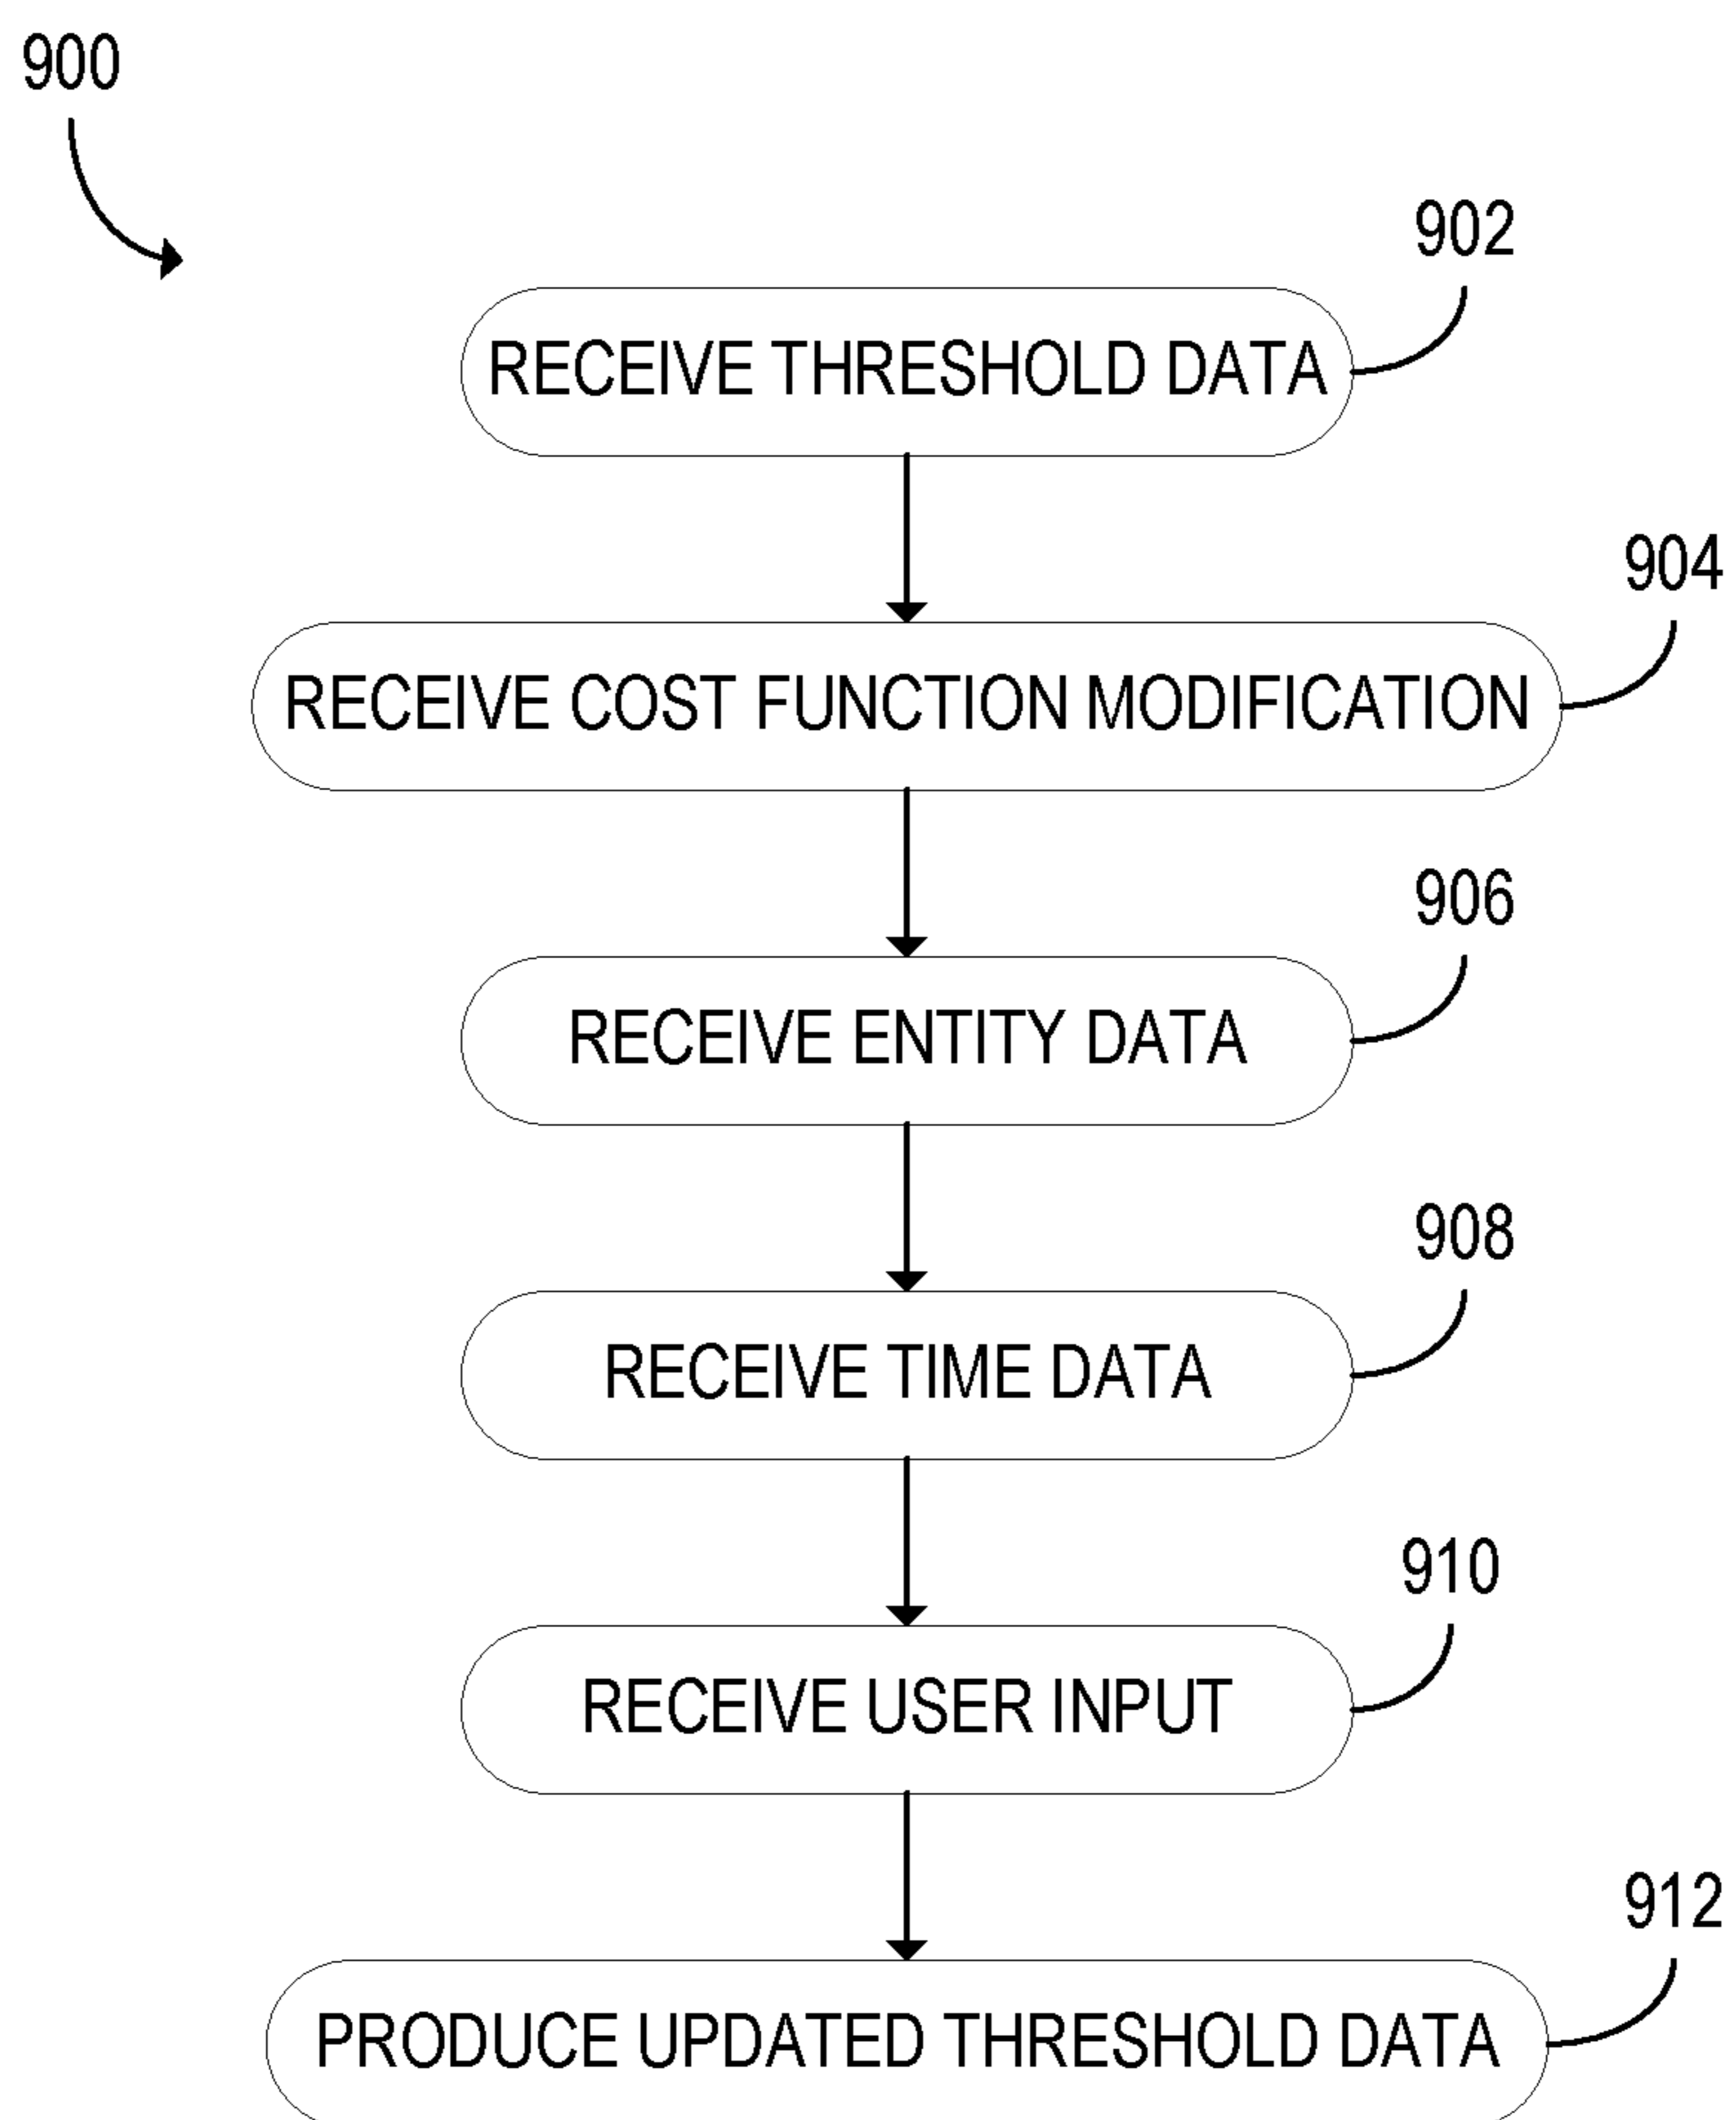 900
902
RECEIVE THRESHOLD DATA
904
RECEIVE COST FUNCTION MODIFICATION
906
RECEIVE ENTITY DATA
908
RECEIVE TIME DATA
910
RECEIVE USER INPUT
912
PRODUCE UPDATED THRESHOLD DATA